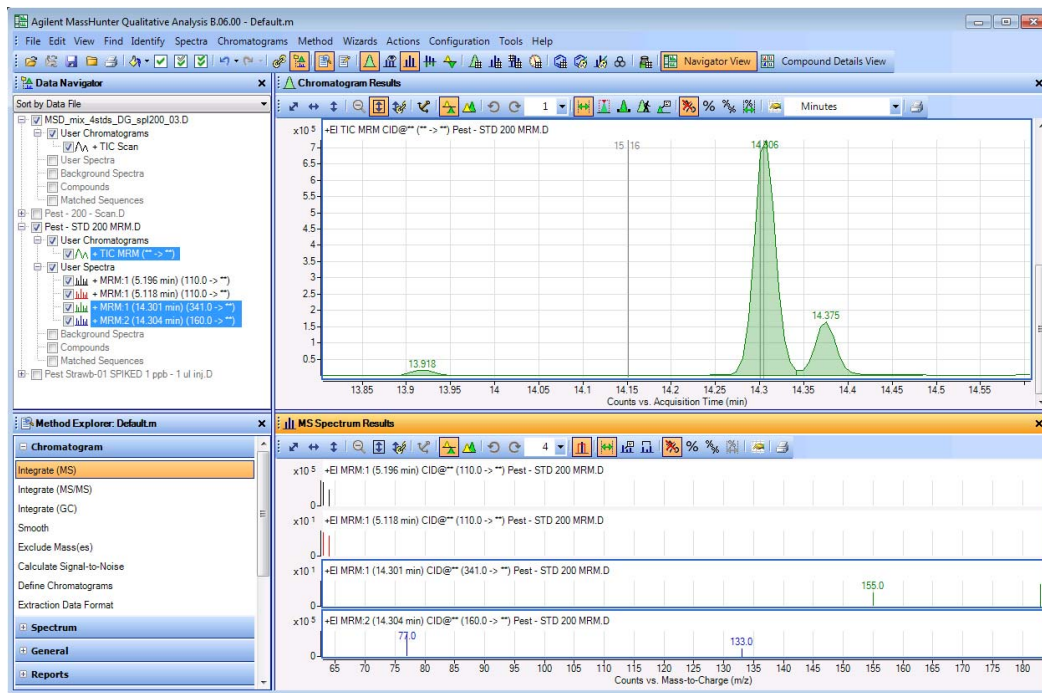 Agilent MassHunter Qualitative Analysis B.06.00 - Default.m
File Edit View Find Identify Spectra Chromatograms Method Wizards Actions Configuration Tools Help
Navigator View Compound Details View
Data Navigator
Sort by Data File
MSD_mix_4stds_DG_spl200_03.D
User Chromatograms
+ TIC Scan
User Spectra
Background Spectra
Compounds
Matched Sequences
Pest - 200 - Scan.D
Pest - STD 200 MRM.D
User Chromatograms
+ TIC MRM (** -> **)
User Spectra
+ MRM:1 (5.196 min) (110.0 -> **)
+ MRM:1 (5.118 min) (110.0 -> **)
+ MRM:1 (14.301 min) (341.0 -> **)
+ MRM:2 (14.304 min) (160.0 -> **)
Background Spectra
Compounds
Matched Sequences
Pest Strawb-01 SPIKED 1 ppb - 1 ul inj.D
Method Explorer: Default.m
Chromatogram
Integrate (MS)
Integrate (MS/MS)
Integrate (GC)
Smooth
Exclude Mass(es)
Calculate Signal-to-Noise
Define Chromatograms
Extraction Data Format
Spectrum
General
Reports
Chromatogram Results
1 % % Minutes
x10 5 +EI TIC MRM CID@** (** -> **) Pest - STD 200 MRM.D
15 16 14.306
7
6.5
6
5.5
5
4.5
4
3.5
3
2.5
2
1.5
1
0.5
14.375
13.918
13.85 13.9 13.95 14 14.05 14.1 14.15 14.2 14.25 14.3 14.35 14.4 14.45 14.5 14.55
Counts vs. Acquisition Time (min)
MS Spectrum Results
4 % %
x10 5 +EI MRM:1 (5.196 min) CID@** (110.0 -> **) Pest - STD 200 MRM.D
0
x10 1 +EI MRM:1 (5.118 min) CID@** (110.0 -> **) Pest - STD 200 MRM.D
0
x10 1 +EI MRM:1 (14.301 min) CID@** (341.0 -> **) Pest - STD 200 MRM.D
155.0
0
x10 5 +EI MRM:2 (14.304 min) CID@** (160.0 -> **) Pest - STD 200 MRM.D
77.0 133.0
0
65 70 75 80 85 90 95 100 105 110 115 120 125 130 135 140 145 150 155 160 165 170 175 180
Counts vs. Mass-to-Charge (m/z)